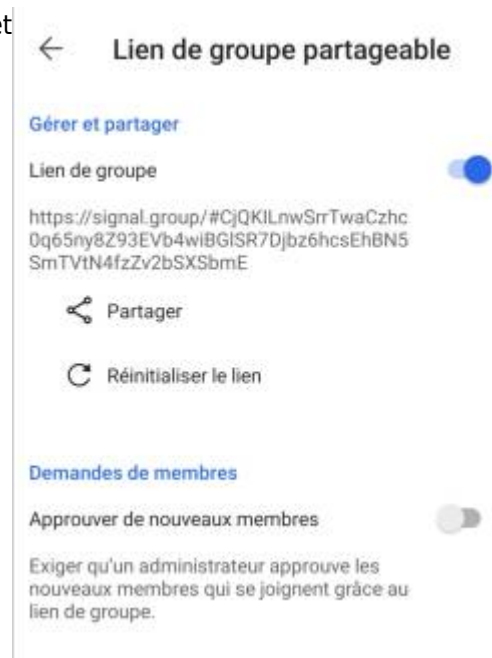 et
Lien de groupe partageable
Gérer et partager
Lien de groupe
https://signal.group/#CjQKILnwSrrTwaCzhc
0q65ny8Z93EVb4wiBGlSR7Djbz6hcsEhBN5
SmTVtN4fzZv2bSXSbmE
Partager
Réinitialiser le lien
Demandes de membres
Approuver de nouveaux membres
Exiger qu'un administrateur approuve les
nouveaux membres qui se joignent grâce au
lien de groupe.